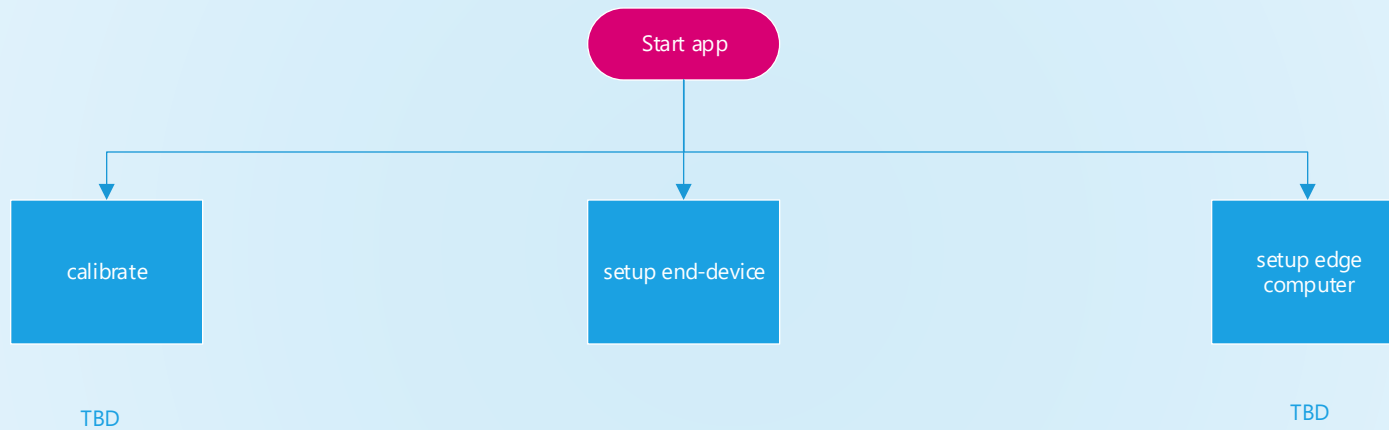 Start app
calibrate
setup end-device
setup edge
computer
TBD
TBD